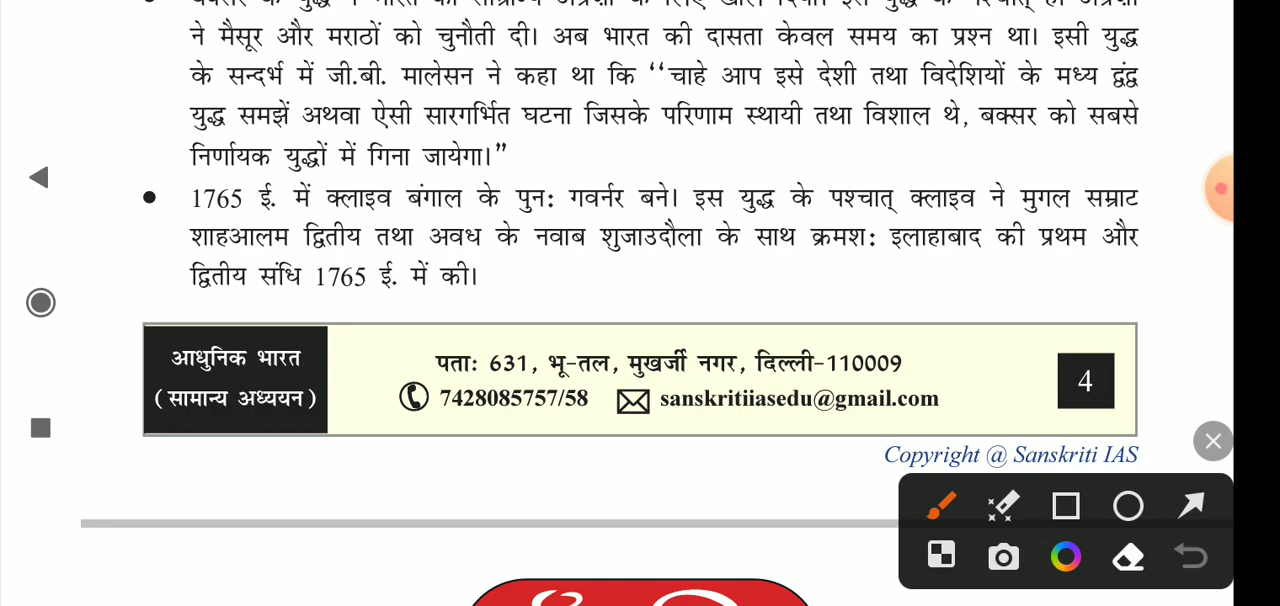 ने मैसूर और मराठों को चुनौती दी। अब भारत की दासता केवल समय का प्रश्न था। इसी युद्ध
के सन्दर्भ में जी.बी. मालेसन ने कहा था कि ‘‘चाहे आप इसे देशी तथा विदेशियों के मध्य द्वंद्व
युद्ध समझें अथवा ऐसी सारगर्भित घटना जिसके परिणाम स्थायी तथा विशाल थे, बक्सर को सबसे
निर्णायक युद्धों में गिना जायेगा।”
● 1765 ई. में क्लाइव बंगाल के पुन: गवर्नर बने। इस युद्ध के पश्चात् क्लाइव ने मुगल सम्राट
शाहआलम द्वितीय तथा अवध के नवाब शुजाउदौला के साथ क्रमश: इलाहाबाद की प्रथम और
द्वितीय संधि 1765 ई. में की।
आधुनिक भारत
(सामान्य अध्ययन)
पता: 631, भू-तल, मुखर्जी नगर, दिल्ली-110009
7428085757/58 sanskritiiasedu@gmail.com
4
Copyright @ Sanskriti IAS